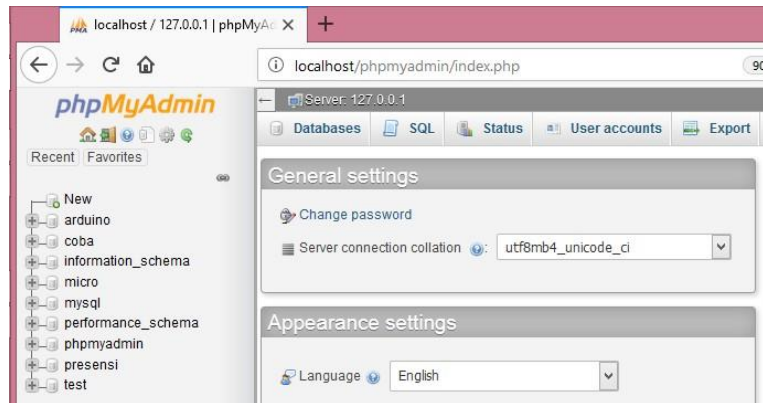 localhost / 127.0.0.1 | phpMyAd
localhost/phpmyadmin/index.php
90
phpMyAdmin
Recent Favorites
New
arduino
coba
information_schema
micro
mysql
performance_schema
phpmyadmin
presensi
test
Server: 127.0.0.1
Databases SQL Status User accounts Export
General settings
Change password
Server connection collation : utf8mb4_unicode_ci
Appearance settings
Language English